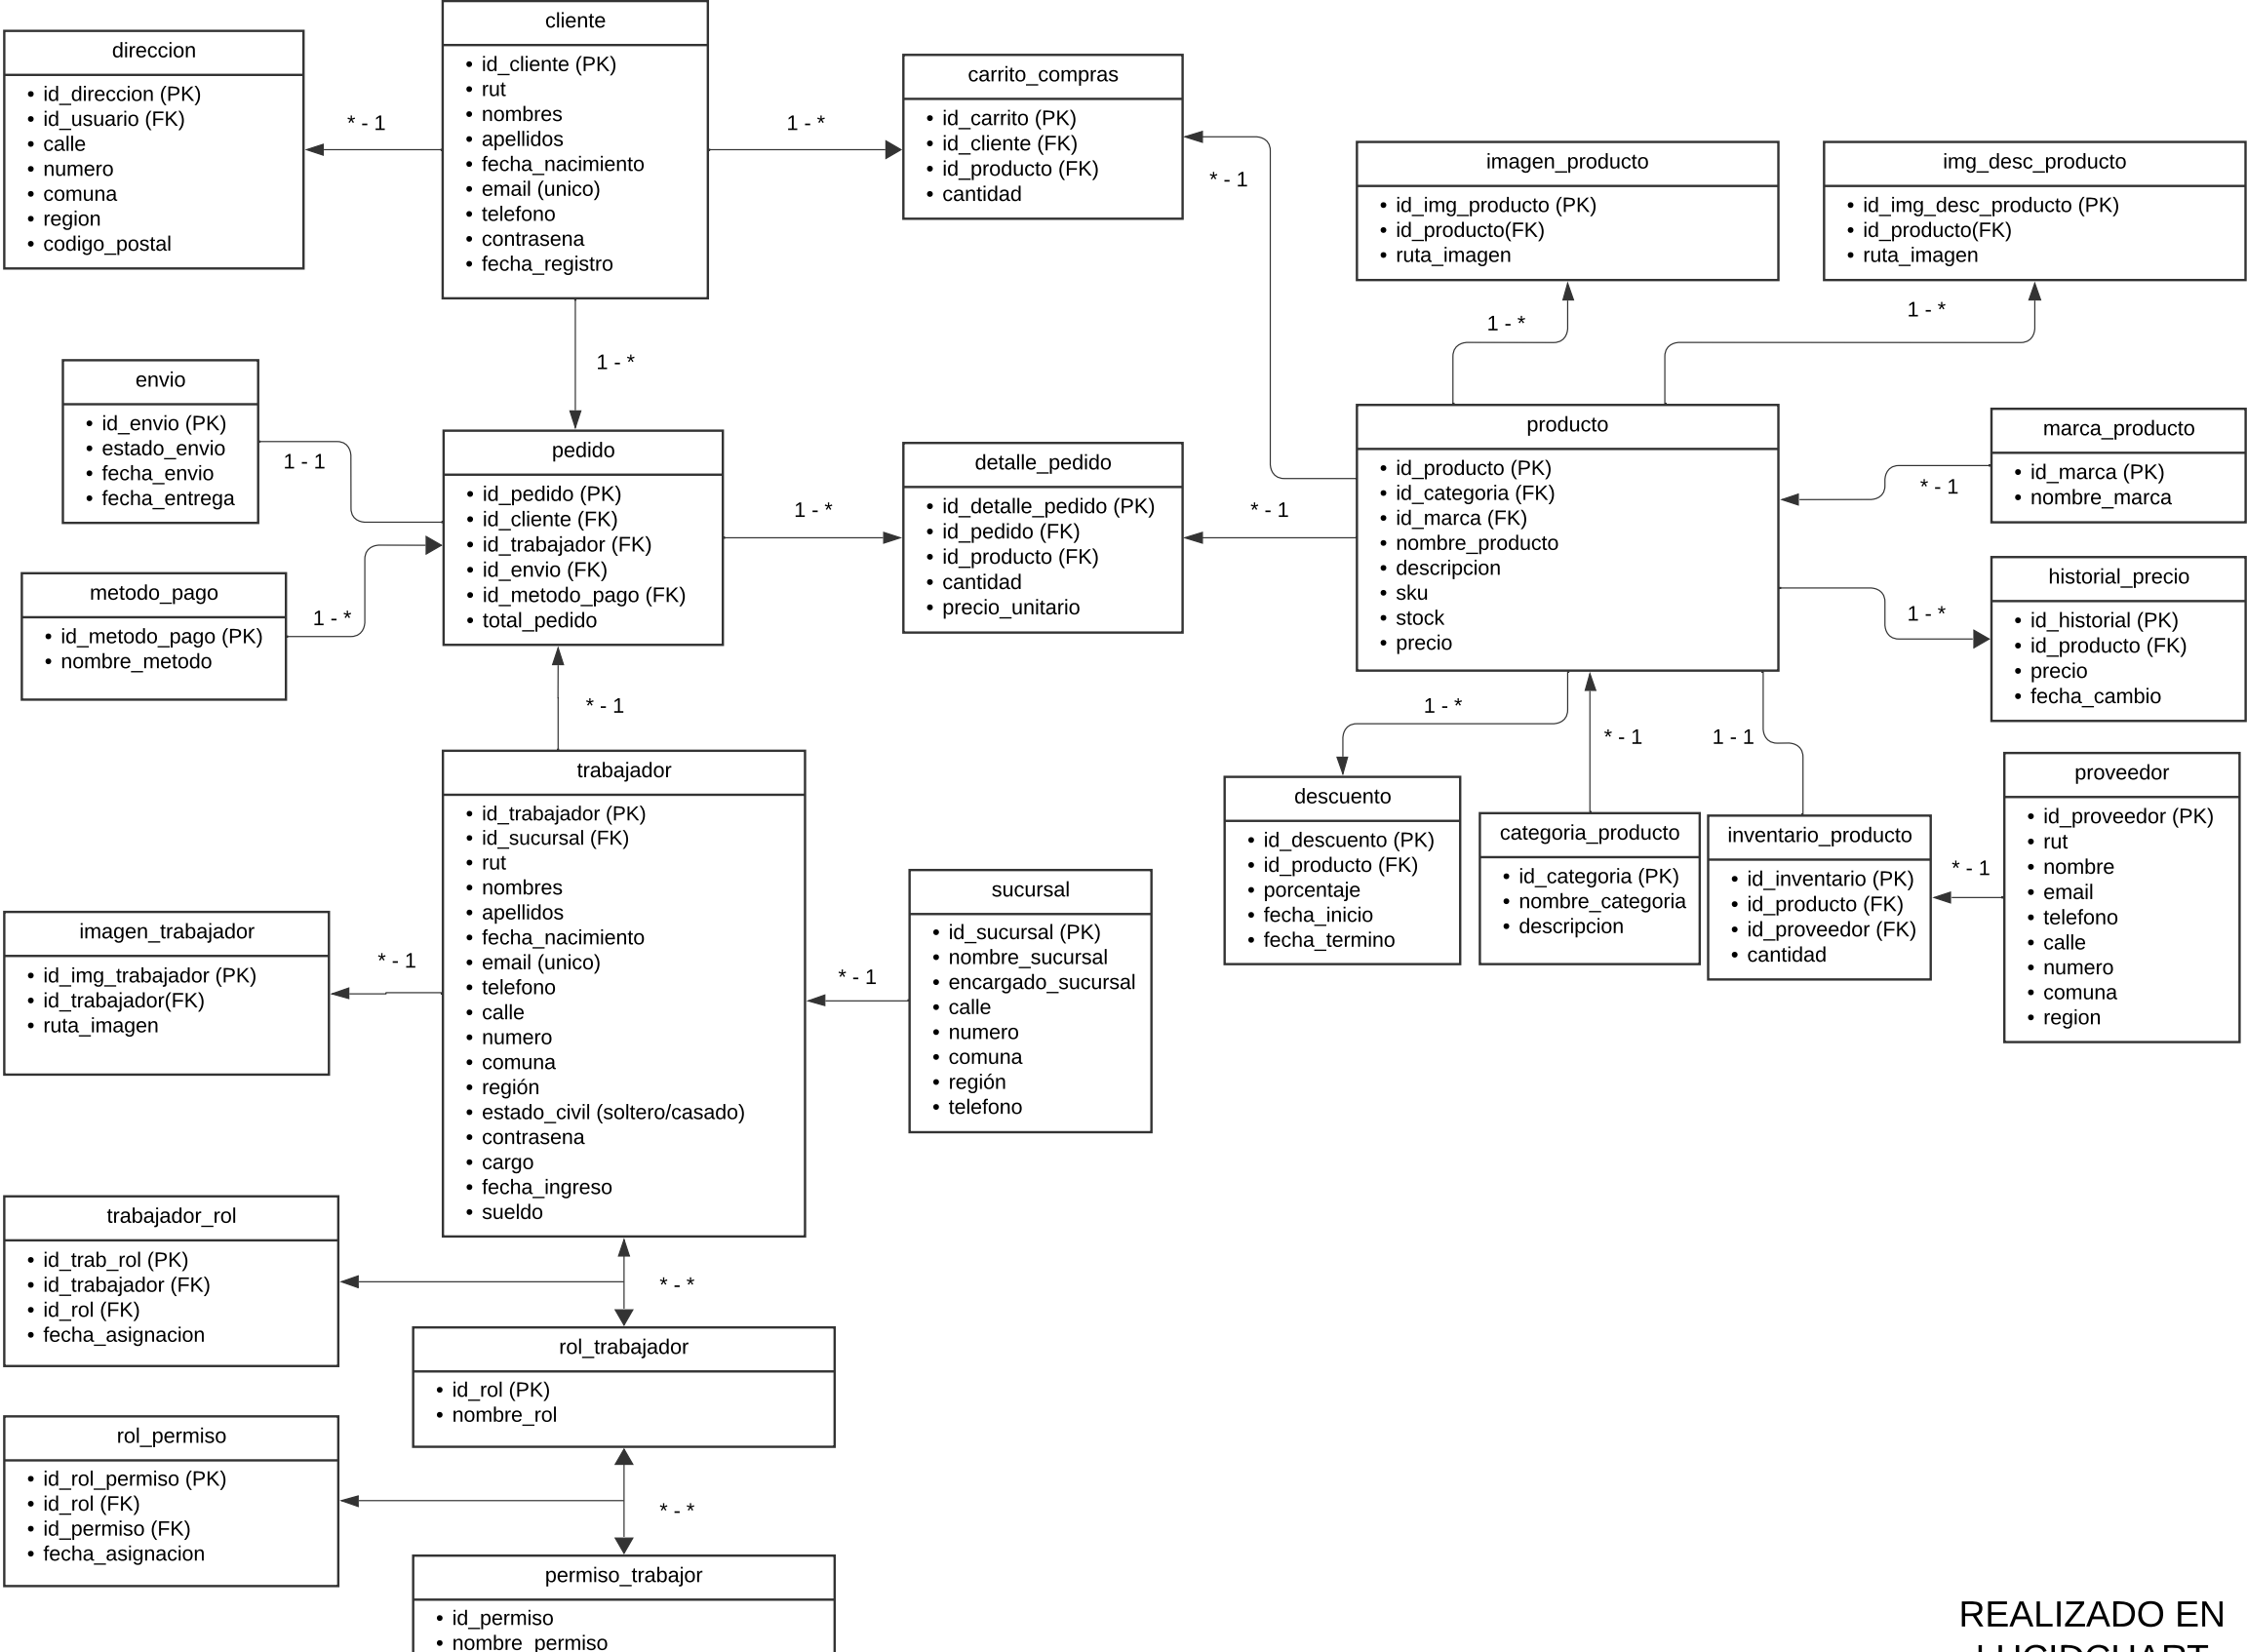 cliente
id_cliente (PK)
rut
nombres
apellidos
fecha_nacimiento
email (unico)
telefono
contrasena
fecha_registro
direccion
id_direccion (PK)
id_usuario (FK)
calle
numero
comuna
region
codigo_postal
* - 1
1 - *
carrito_compras
id_carrito (PK)
id_cliente (FK)
id_producto (FK)
cantidad
* - 1
imagen_producto
id_img_producto (PK)
id_producto(FK)
ruta_imagen
img_desc_producto
id_img_desc_producto (PK)
id_producto(FK)
ruta_imagen
1 - *
1 - *
1 - *
envio
id_envio (PK)
estado_envio
fecha_envio
fecha_entrega
1 - 1
metodo_pago
id_metodo_pago (PK)
nombre_metodo
1 - *
pedido
id_pedido (PK)
id_cliente (FK)
id_trabajador (FK)
id_envio (FK)
id_metodo_pago (FK)
total_pedido
1 - *
detalle_pedido
id_detalle_pedido (PK)
id_pedido (FK)
id_producto (FK)
cantidad
precio_unitario
* - 1
producto
id_producto (PK)
id_categoria (FK)
id_marca (FK)
nombre_producto
descripcion
sku
stock
precio
marca_producto
id_marca (PK)
nombre_marca
* - 1
historial_precio
id_historial (PK)
id_producto (FK)
precio
fecha_cambio
1 - *
* - 1
1 - *
* - 1
1 - 1
trabajador
id_trabajador (PK)
id_sucursal (FK)
rut
nombres
apellidos
fecha_nacimiento
email (unico)
telefono
calle
numero
comuna
región
estado_civil (soltero/casado)
contrasena
cargo
fecha_ingreso
sueldo
descuento
id_descuento (PK)
id_producto (FK)
porcentaje
fecha_inicio
fecha_termino
categoria_producto
id_categoria (PK)
nombre_categoria
descripcion
inventario_producto
id_inventario (PK)
id_producto (FK)
id_proveedor (FK)
cantidad
* - 1
proveedor
id_proveedor (PK)
rut
nombre
email
telefono
calle
numero
comuna
region
imagen_trabajador
id_img_trabajador (PK)
id_trabajador(FK)
ruta_imagen
* - 1
* - 1
sucursal
id_sucursal (PK)
nombre_sucursal
encargado_sucursal
calle
numero
comuna
región
telefono
trabajador_rol
id_trab_rol (PK)
id_trabajador (FK)
id_rol (FK)
fecha_asignacion
* - *
rol_trabajador
id_rol (PK)
nombre_rol
rol_permiso
id_rol_permiso (PK)
id_rol (FK)
id_permiso (FK)
fecha_asignacion
* - *
permiso_trabajor
id_permiso
nombre_permiso
REALIZADO EN
LUCIDCHART